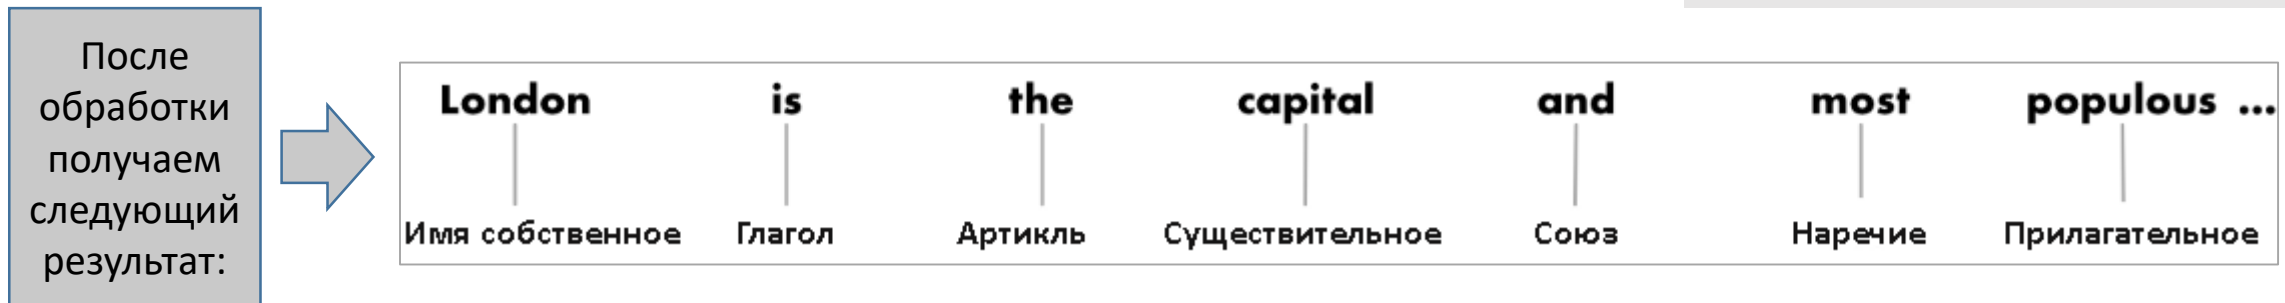 После
обработки
получаем
следующий
результат:
London is the capital and most populous ...
Имя собственное Глагол Артикль Существительное Союз Наречие Прилагательное